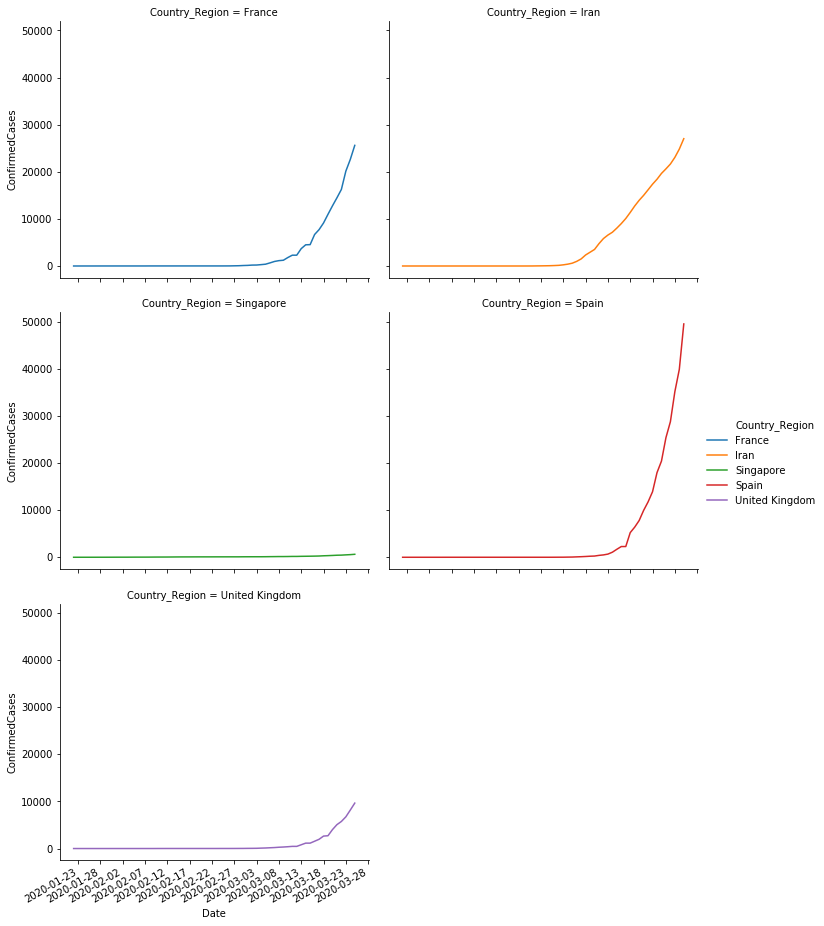 Country_Region = France
Country_Region = Iran
50000
40000
30000
20000
10000
0
ConfirmedCases
Country_Region = Singapore
Country_Region = Spain
50000
40000
30000
20000
10000
0
ConfirmedCases
Country_Region
France
Iran
Singapore
Spain
United Kingdom
Country_Region = United Kingdom
50000
40000
30000
20000
10000
0
ConfirmedCases
2020-01-23
2020-01-28
2020-02-02
2020-02-07
2020-02-12
2020-02-17
2020-02-22
2020-02-27
2020-03-03
2020-03-08
2020-03-13
2020-03-18
2020-03-23
2020-03-28
Date